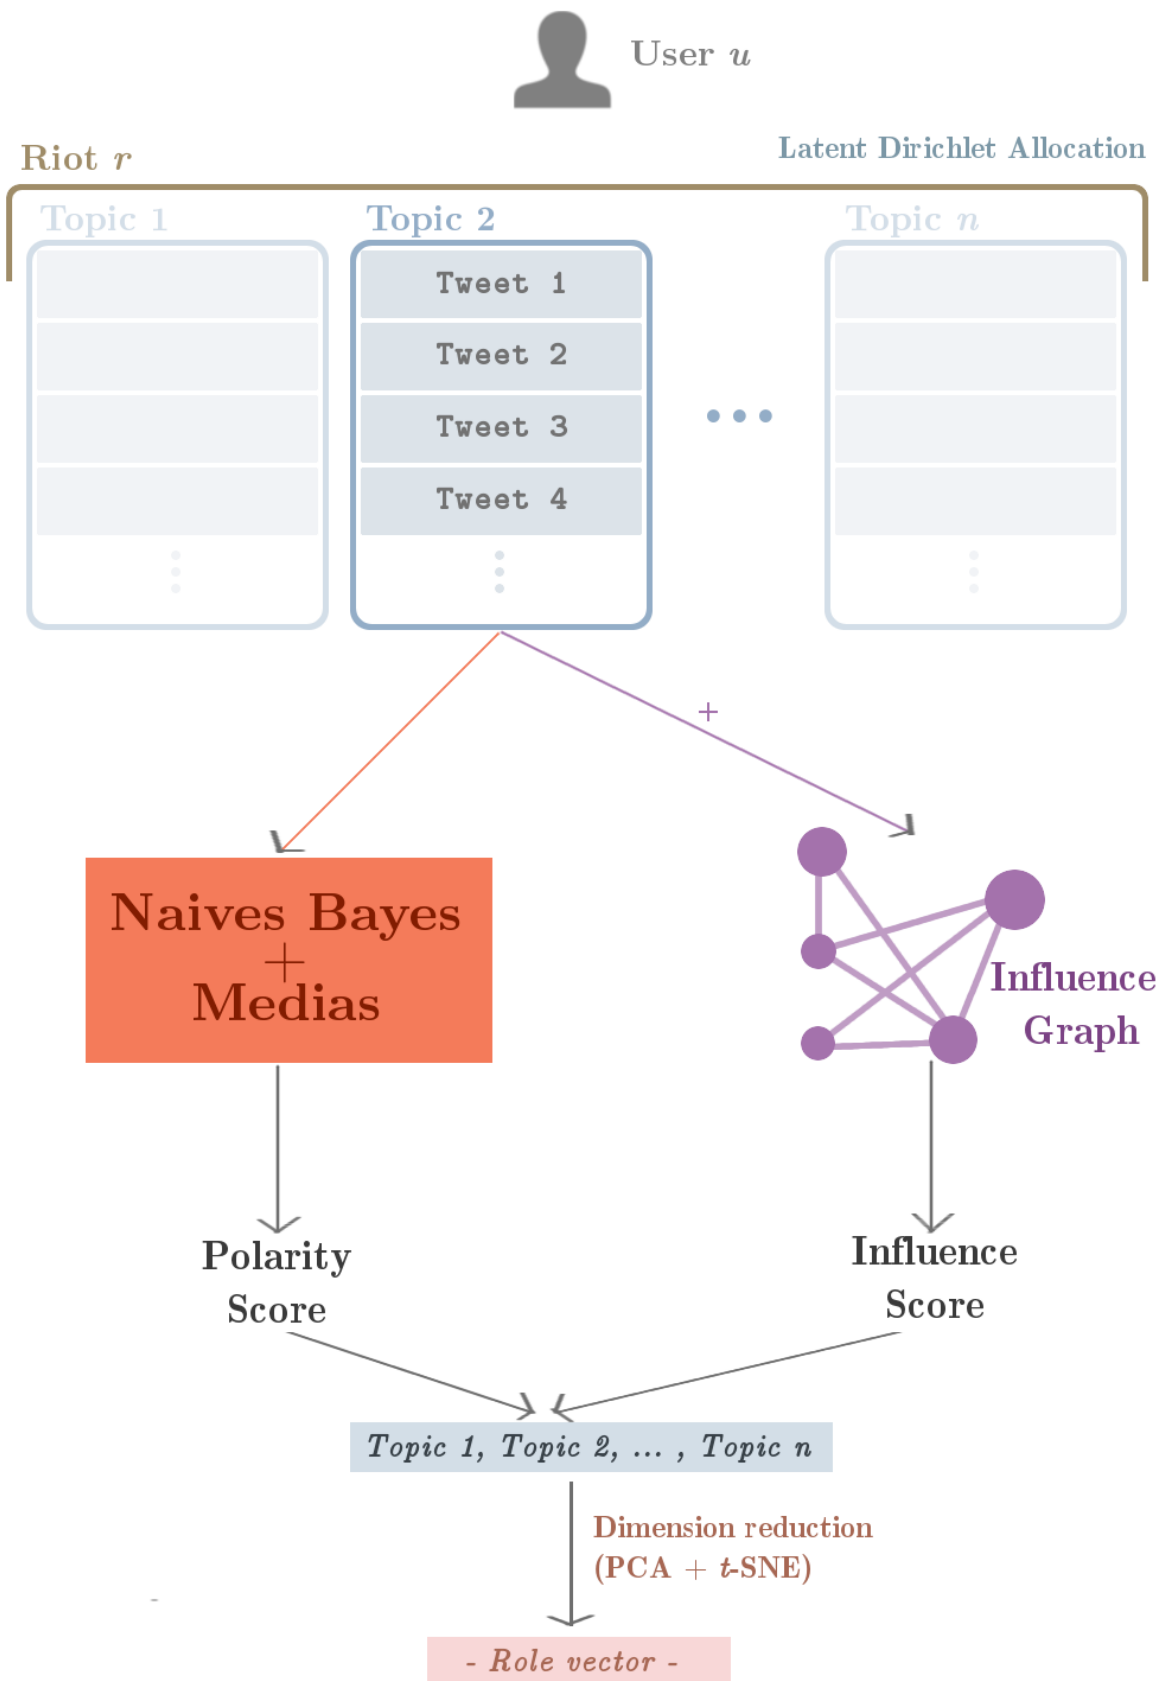 User u
Riot r
Latent Dirichlet Allocation
Topic 1
Topic 2
Topic n
Tweet 1
Tweet 2
Tweet 3
Tweet 4
+
Naives Bayes
+
Medias
Influence
Graph
Polarity
Score
Influence
Score
Topic 1, Topic 2, ... , Topic n
Dimension reduction
(PCA + t-SNE)
- Role vector -